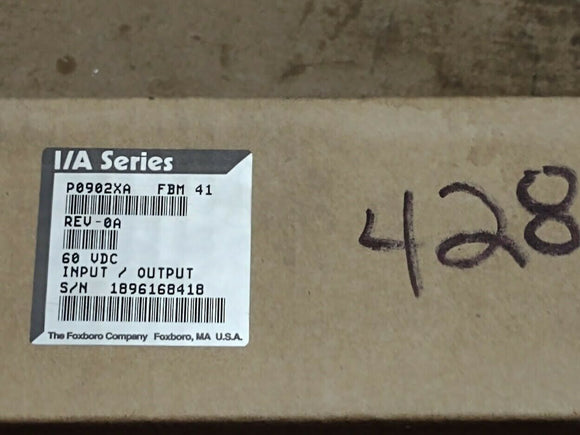 I/A Series
P0902XA FBM 41
REV-0A
60 VDC
INPUT / OUTPUT
S/N 1896168418
The Foxboro Company Foxboro, MA U.S.A.
428